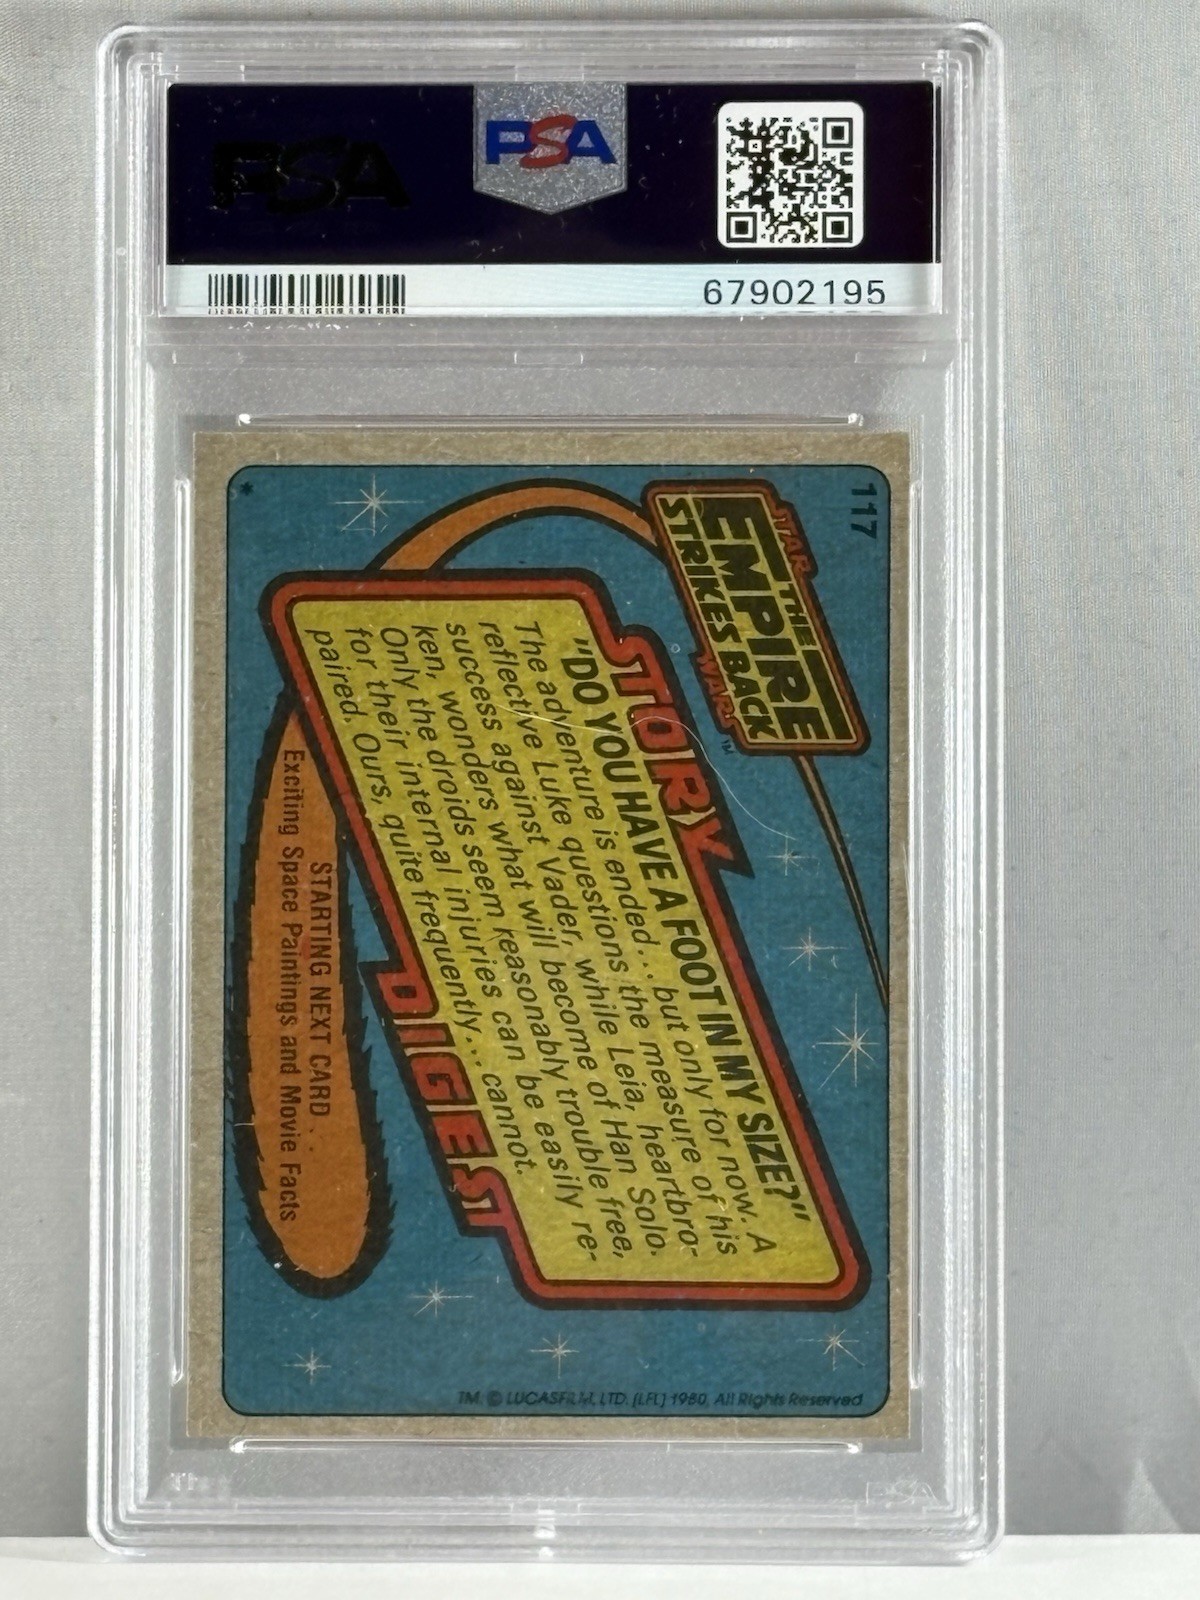 PSA
PSA
67902195
117
STAR
THE
EMPIRE
STRIKES BACK
WARS™
STORY
"DO YOU HAVE A FOOT IN MY SIZE?"
The adventure is ended... but only for now. A
reflective Luke questions the measure of his
success against Vader, while Leia, heartbro-
ken, wonders what will become of Han Solo.
Only the droids seem reasonably trouble free,
for their internal injuries can be easily re-
paired. Ours, quite frequently... cannot.
DIGEST
STARTING NEXT CARD . . .
Exciting Space Paintings and Movie Facts
*
TM: © LUCASFILM, LTD. (LFL) 1980, All Rights Reserved
PSA